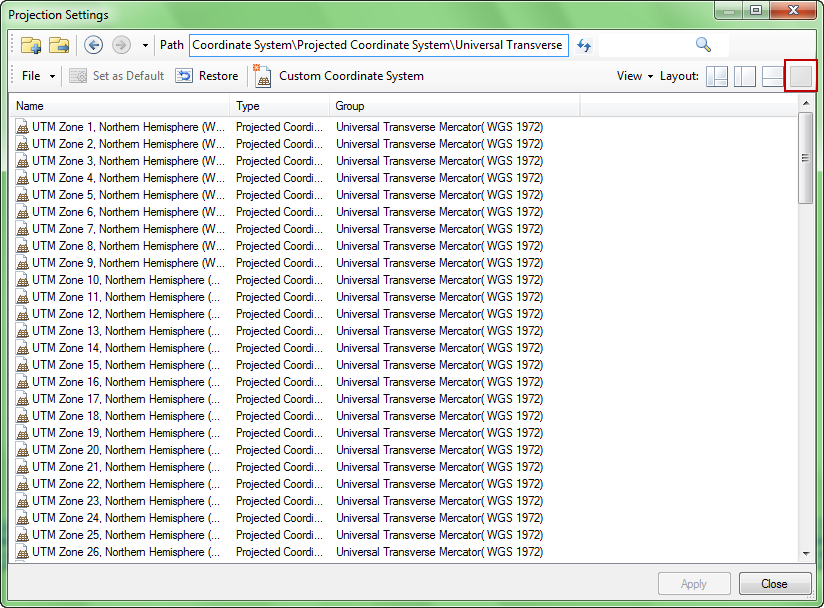 Projection Settings
Path Coordinate System\Projected Coordinate System\Universal Transverse
File Set as Default Restore Custom Coordinate System View Layout:
Name Type Group
UTM Zone 1, Northern Hemisphere (W... Projected Coordi... Universal Transverse Mercator( WGS 1972)
UTM Zone 2, Northern Hemisphere (W... Projected Coordi... Universal Transverse Mercator( WGS 1972)
UTM Zone 3, Northern Hemisphere (W... Projected Coordi... Universal Transverse Mercator( WGS 1972)
UTM Zone 4, Northern Hemisphere (W... Projected Coordi... Universal Transverse Mercator( WGS 1972)
UTM Zone 5, Northern Hemisphere (W... Projected Coordi... Universal Transverse Mercator( WGS 1972)
UTM Zone 6, Northern Hemisphere (W... Projected Coordi... Universal Transverse Mercator( WGS 1972)
UTM Zone 7, Northern Hemisphere (W... Projected Coordi... Universal Transverse Mercator( WGS 1972)
UTM Zone 8, Northern Hemisphere (W... Projected Coordi... Universal Transverse Mercator( WGS 1972)
UTM Zone 9, Northern Hemisphere (W... Projected Coordi... Universal Transverse Mercator( WGS 1972)
UTM Zone 10, Northern Hemisphere (... Projected Coordi... Universal Transverse Mercator( WGS 1972)
UTM Zone 11, Northern Hemisphere (... Projected Coordi... Universal Transverse Mercator( WGS 1972)
UTM Zone 12, Northern Hemisphere (... Projected Coordi... Universal Transverse Mercator( WGS 1972)
UTM Zone 13, Northern Hemisphere (... Projected Coordi... Universal Transverse Mercator( WGS 1972)
UTM Zone 14, Northern Hemisphere (... Projected Coordi... Universal Transverse Mercator( WGS 1972)
UTM Zone 15, Northern Hemisphere (... Projected Coordi... Universal Transverse Mercator( WGS 1972)
UTM Zone 16, Northern Hemisphere (... Projected Coordi... Universal Transverse Mercator( WGS 1972)
UTM Zone 17, Northern Hemisphere (... Projected Coordi... Universal Transverse Mercator( WGS 1972)
UTM Zone 18, Northern Hemisphere (... Projected Coordi... Universal Transverse Mercator( WGS 1972)
UTM Zone 19, Northern Hemisphere (... Projected Coordi... Universal Transverse Mercator( WGS 1972)
UTM Zone 20, Northern Hemisphere (... Projected Coordi... Universal Transverse Mercator( WGS 1972)
UTM Zone 21, Northern Hemisphere (... Projected Coordi... Universal Transverse Mercator( WGS 1972)
UTM Zone 22, Northern Hemisphere (... Projected Coordi... Universal Transverse Mercator( WGS 1972)
UTM Zone 23, Northern Hemisphere (... Projected Coordi... Universal Transverse Mercator( WGS 1972)
UTM Zone 24, Northern Hemisphere (... Projected Coordi... Universal Transverse Mercator( WGS 1972)
UTM Zone 25, Northern Hemisphere (... Projected Coordi... Universal Transverse Mercator( WGS 1972)
UTM Zone 26, Northern Hemisphere (... Projected Coordi... Universal Transverse Mercator( WGS 1972)
Apply Close